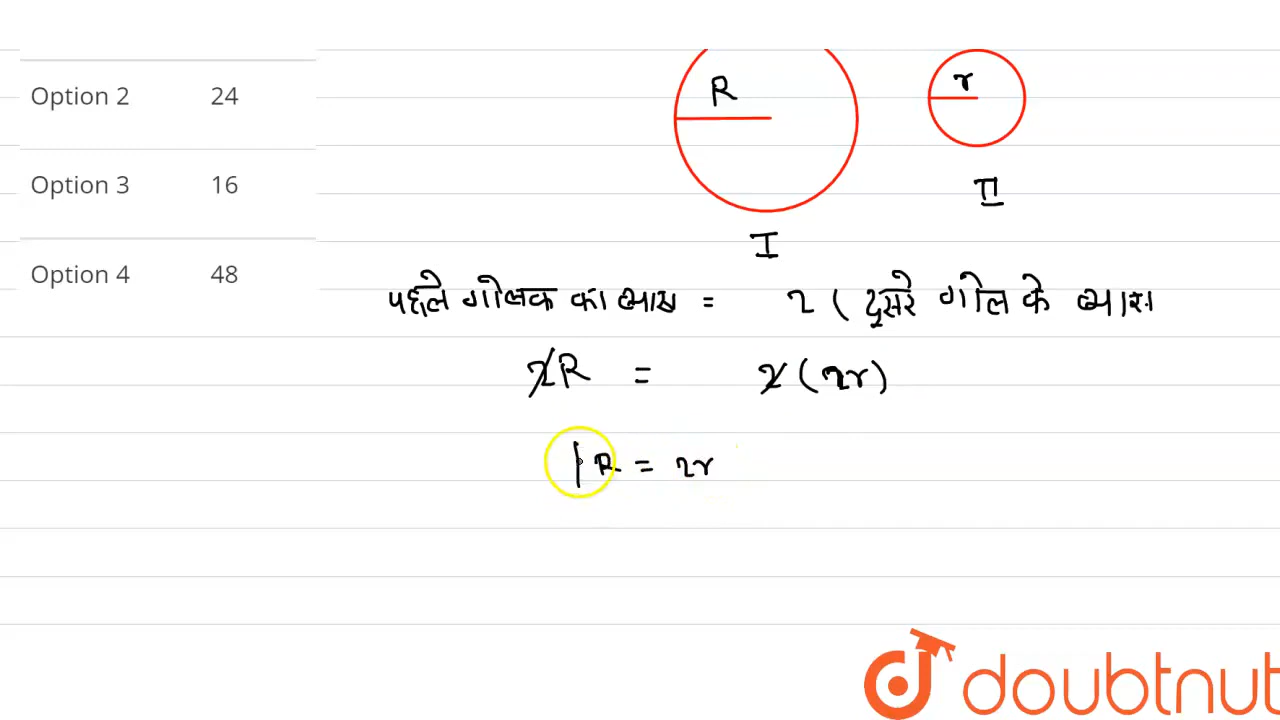 R
r
Option 2 24
Option 3 16
II
I
Option 4 48
पहले गोलक का व्यास = 2 ( दूसरे गोल के व्यास
2R = 2 ( 2r )
R = 2r
doubtnut